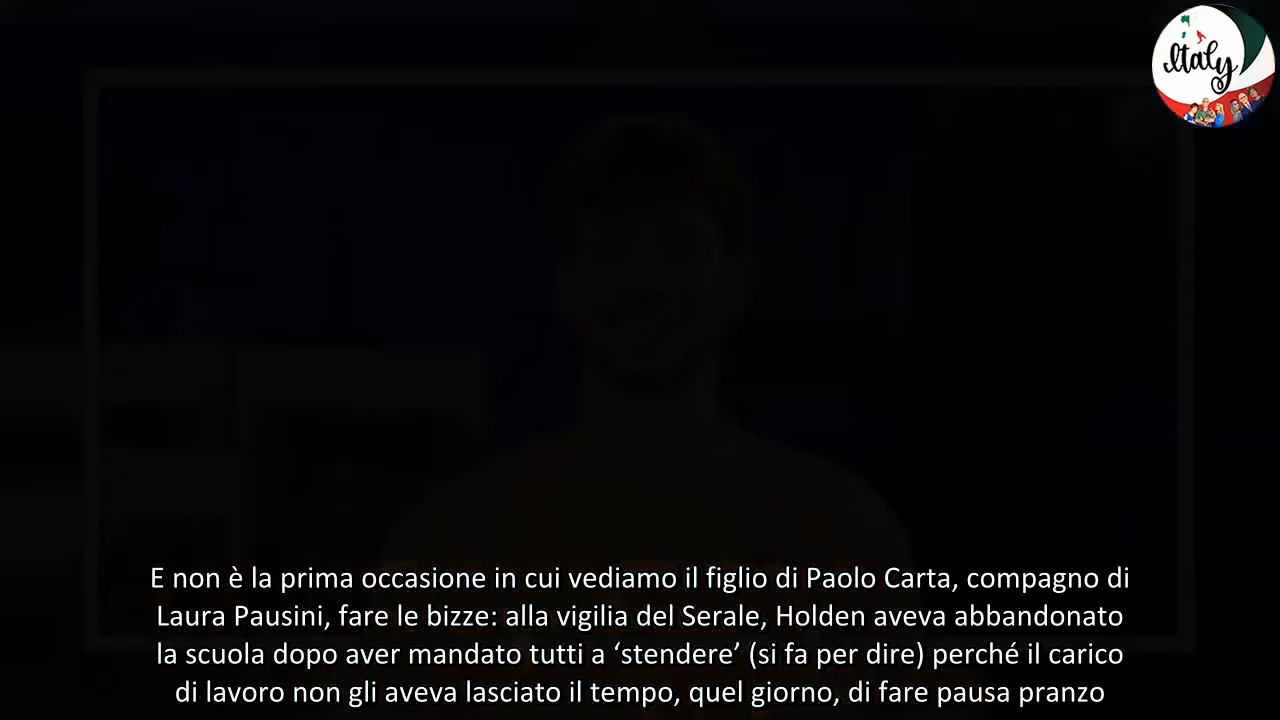 Italy
E non è la prima occasione in cui vediamo il figlio di Paolo Carta, compagno di
Laura Pausini, fare le bizze: alla vigilia del Serale, Holden aveva abbandonato
la scuola dopo aver mandato tutti a ‘stendere’ (si fa per dire) perché il carico
di lavoro non gli aveva lasciato il tempo, quel giorno, di fare pausa pranzo